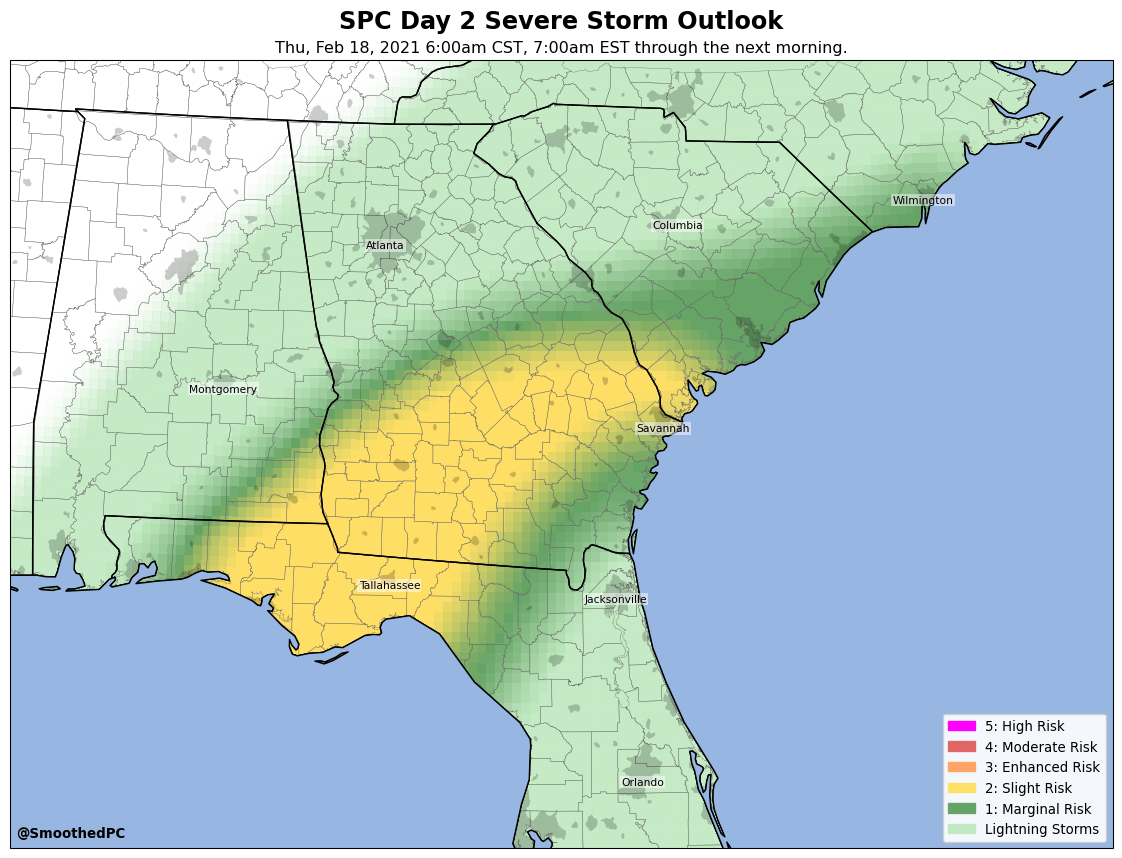 SPC Day 2 Severe Storm Outlook
Thu, Feb 18, 2021 6:00am CST, 7:00am EST through the next morning.
Wilmington
Columbia
Atlanta
Montgomery
Savannah
Tallahassee
Jacksonville
Orlando
5: High Risk
4: Moderate Risk
3: Enhanced Risk
2: Slight Risk
1: Marginal Risk
Lightning Storms
@SmoothedPC